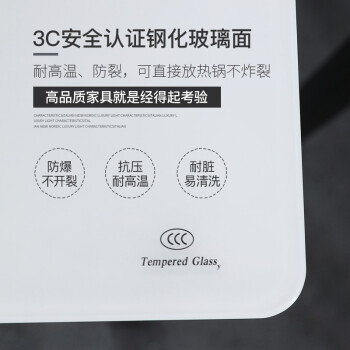 3C安全认证钢化玻璃面
耐高温、防裂，可直接放热锅不炸裂
高品质家具就是经得起考验
防爆
不开裂
抗压
耐高温
耐脏
易清洗
CCC
Tempered Glass